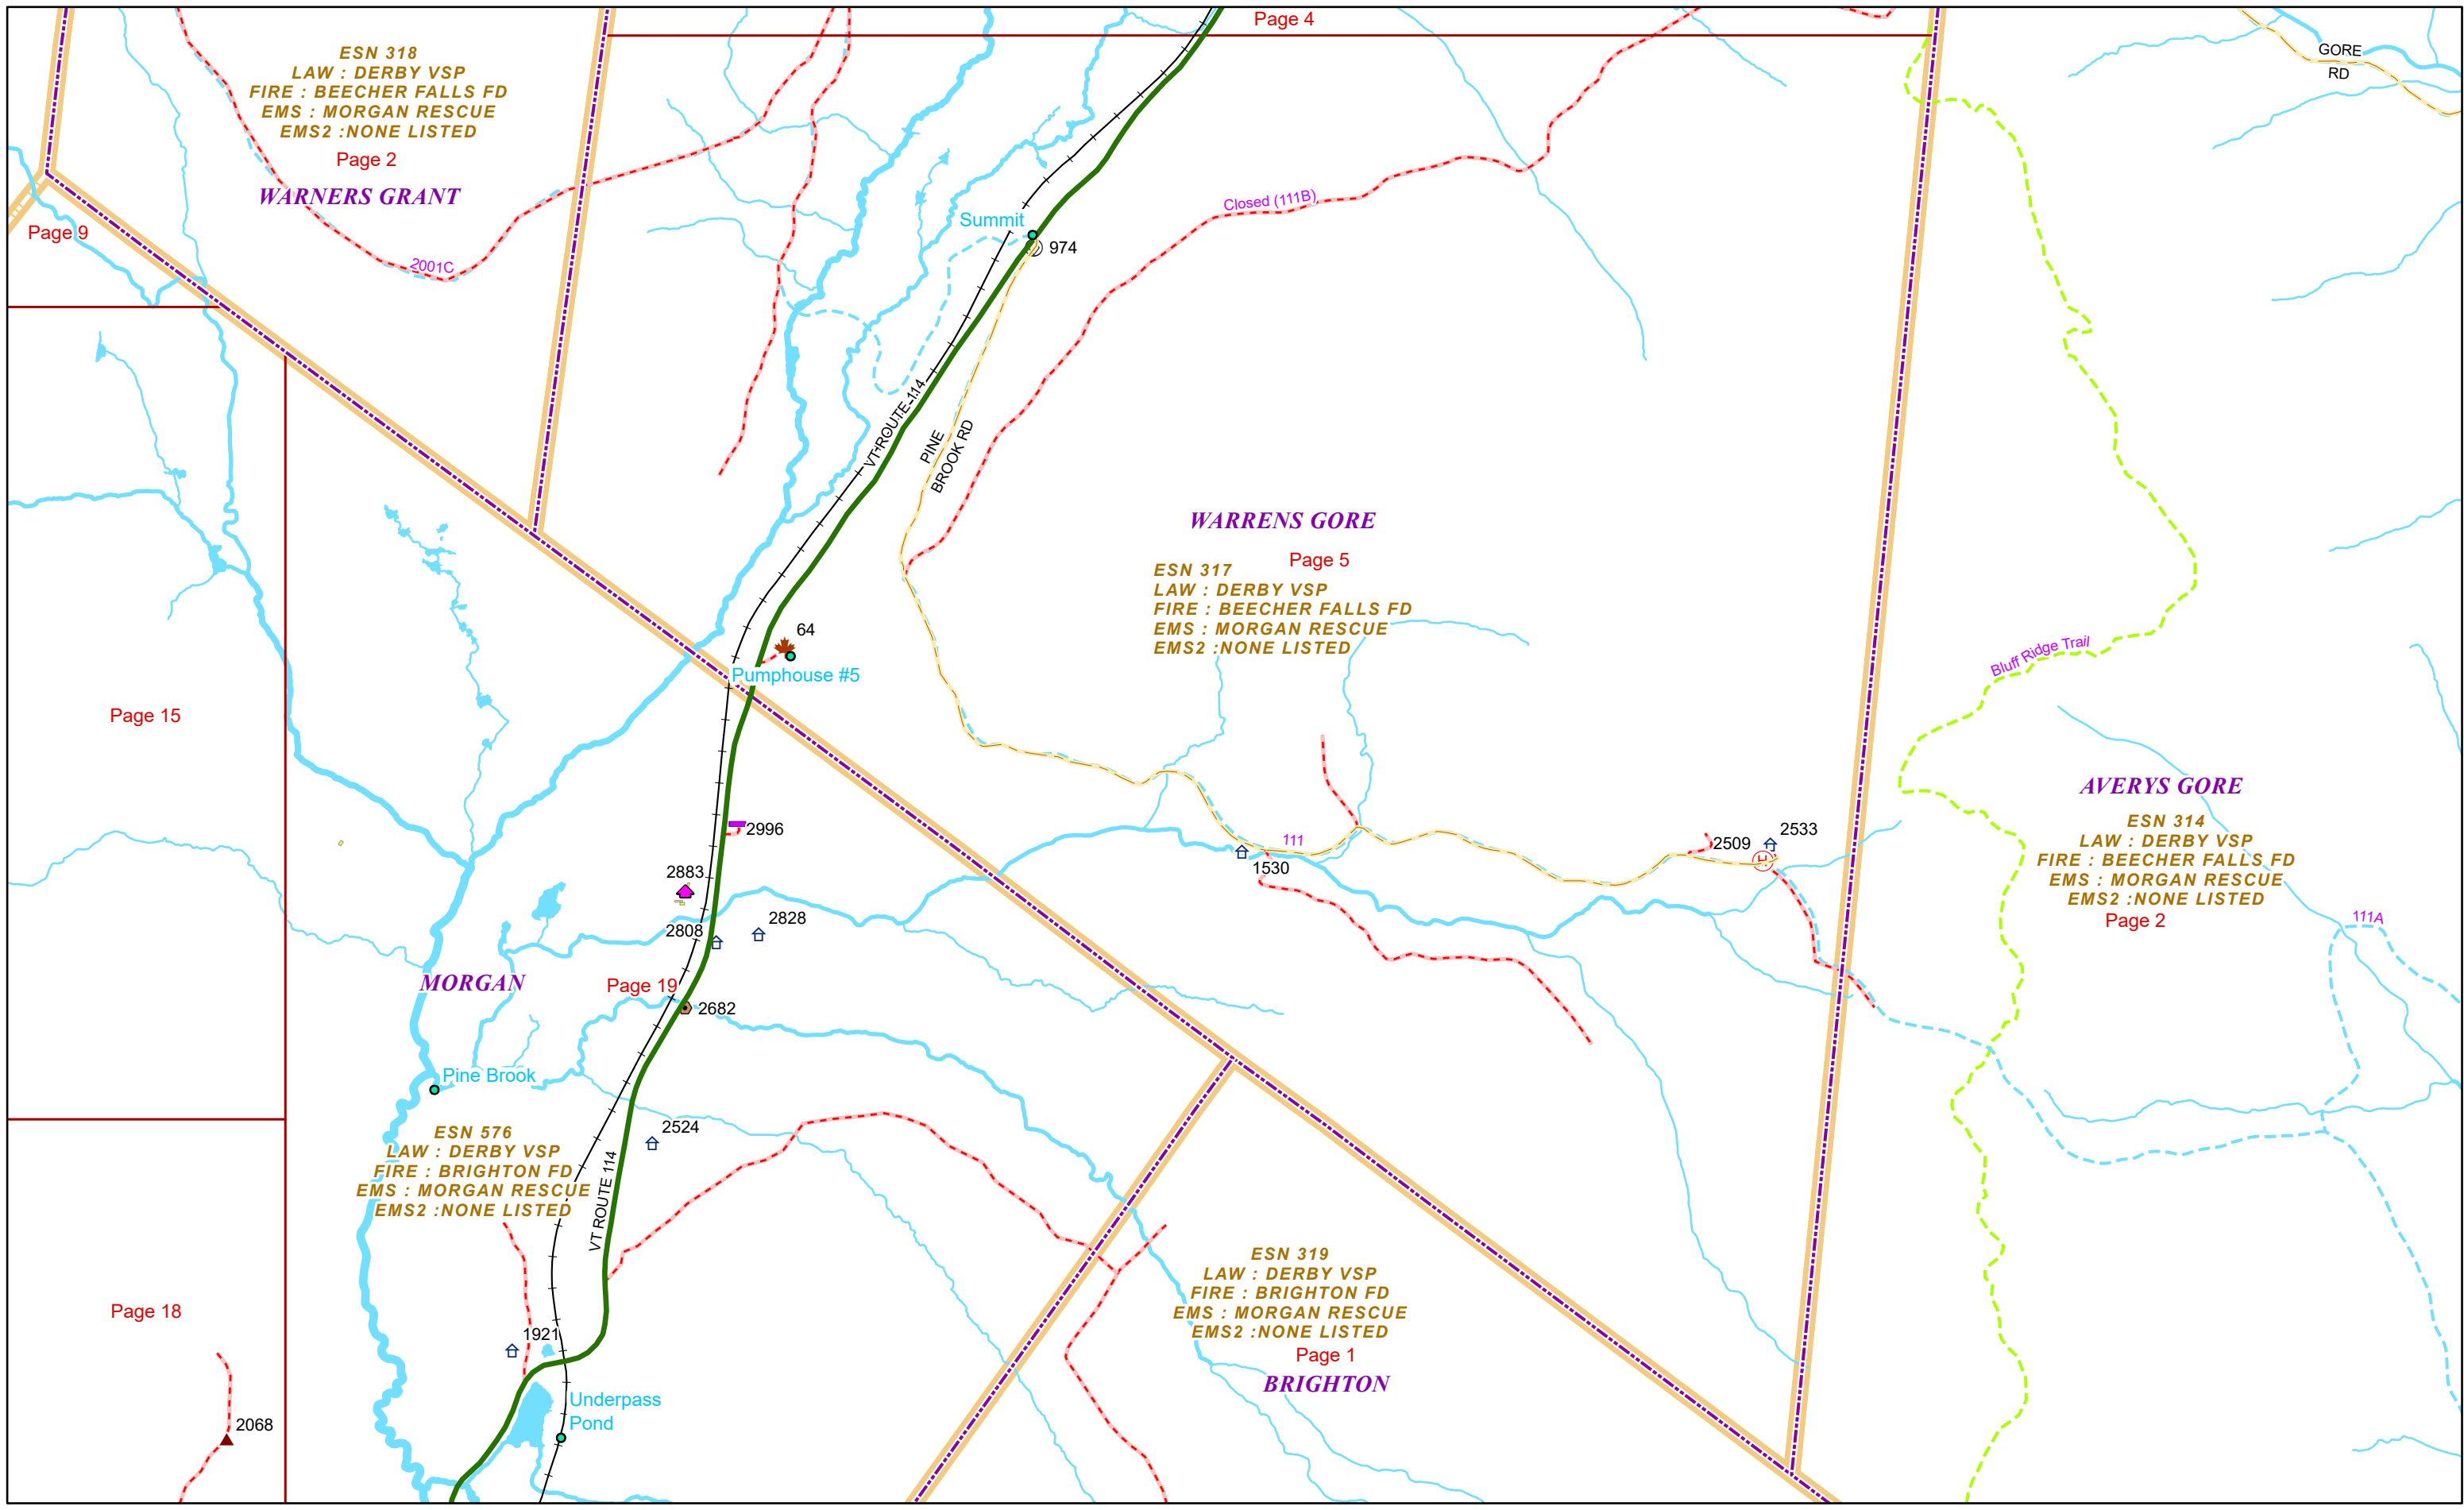 Page 4
GORE
RD
ESN 318
LAW : DERBY VSP
FIRE : BEECHER FALLS FD
EMS : MORGAN RESCUE
EMS2 :NONE LISTED
Page 2
WARNERS GRANT
Page 9
2001C
Closed (111B)
Summit
974
VT ROUTE 114
PINE
BROOK RD
WARRENS GORE
Page 5
ESN 317
LAW : DERBY VSP
FIRE : BEECHER FALLS FD
EMS : MORGAN RESCUE
EMS2 :NONE LISTED
64
Pumphouse #5
Bluff Ridge Trail
Page 15
AVERYS GORE
ESN 314
LAW : DERBY VSP
FIRE : BEECHER FALLS FD
EMS : MORGAN RESCUE
EMS2 :NONE LISTED
Page 2
111A
2996
111
1530
2509
2533
H
2883
2808
2828
MORGAN
Page 19
2682
Pine Brook
2524
ESN 576
LAW : DERBY VSP
FIRE : BRIGHTON FD
EMS : MORGAN RESCUE
EMS2 :NONE LISTED
VT ROUTE 114
ESN 319
LAW : DERBY VSP
FIRE : BRIGHTON FD
EMS : MORGAN RESCUE
EMS2 :NONE LISTED
Page 1
BRIGHTON
Page 18
1921
Underpass
Pond
2068